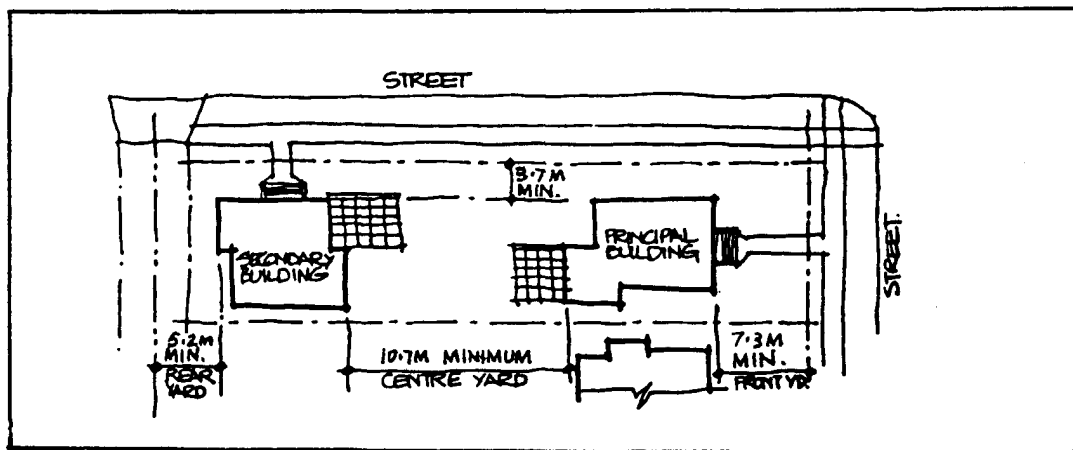 STREET
3.7M
MIN.
PRINCIPAL
BUILDING
SECONDARY
BUILDING
STREET.
5.2M
MIN.
REAR
YARD
10.7M MINIMUM
CENTRE YARD
7.3M
MIN.
FRONT YD.